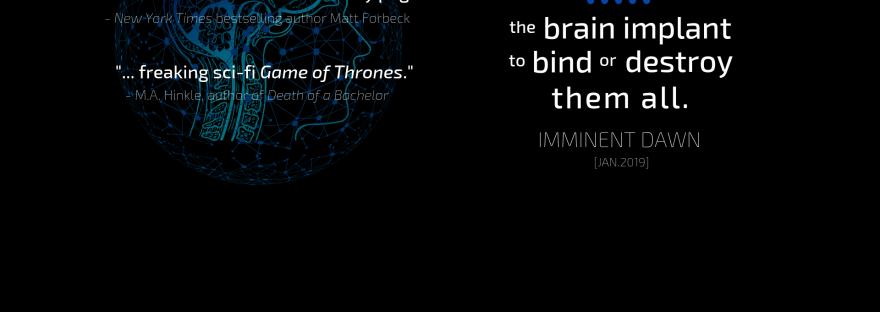 - New York Times bestselling author Matt Forbeck
"... freaking sci-fi Game of Thrones."
- M.A. Hinkle, author of Death of a Bachelor
the brain implant
to bind or destroy
them all.
IMMINENT DAWN
[JAN.2019]